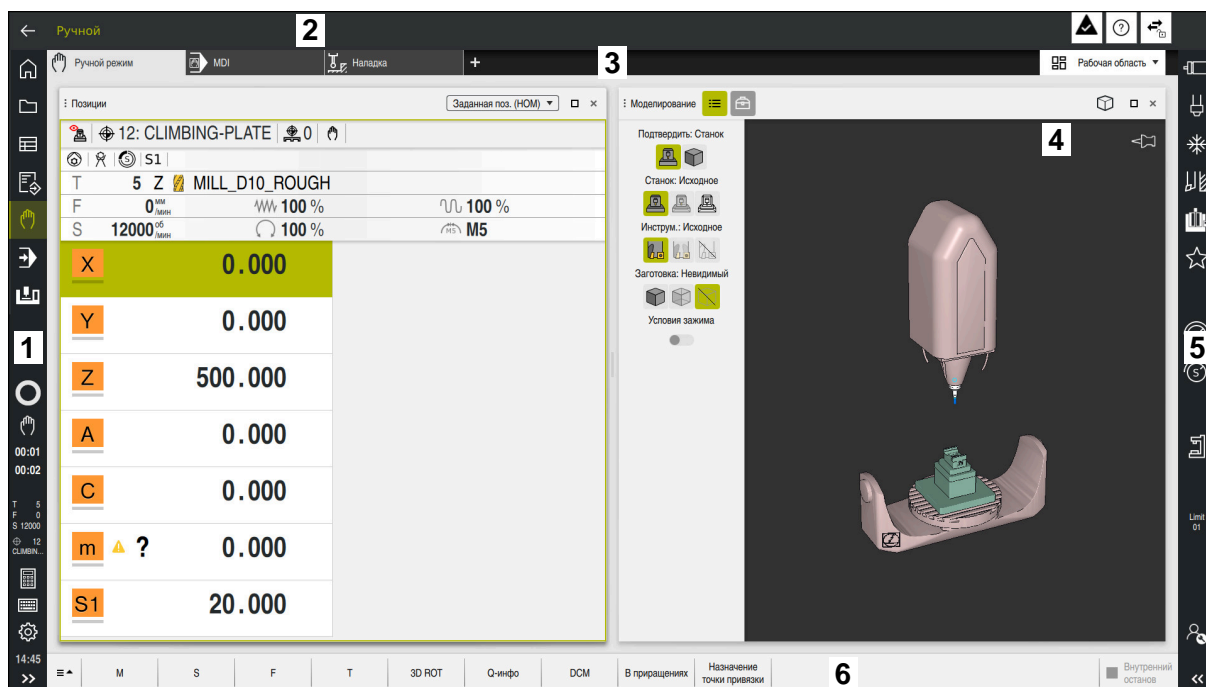 Ручной
2
Ручной режим
MDI
Наладка
+
3
Рабочая область
Позиции
Заданная поз. (НОМ)
12: CLIMBING-PLATE
0
S1
T 5 Z MILL_D10_ROUGH
F 0 мм/мин 100 % 100 %
S 12000 об/мин 100 % M5
X 0.000
Y 0.000
Z 500.000
A 0.000
C 0.000
m ? 0.000
S1 20.000
Моделирование
Подтвердить: Станок
Станок: Исходное
Инструм.: Исходное
Заготовка: Невидимый
Условия зажима
4
1
00:01
00:02
T 5
F 0
S 12000
12
CLIMBIN...
14:45
5
S
Limit
01
M
S
F
T
3D ROT
Q-инфо
DCM
В приращениях
Назначение
точки привязки
6
Внутренний
останов